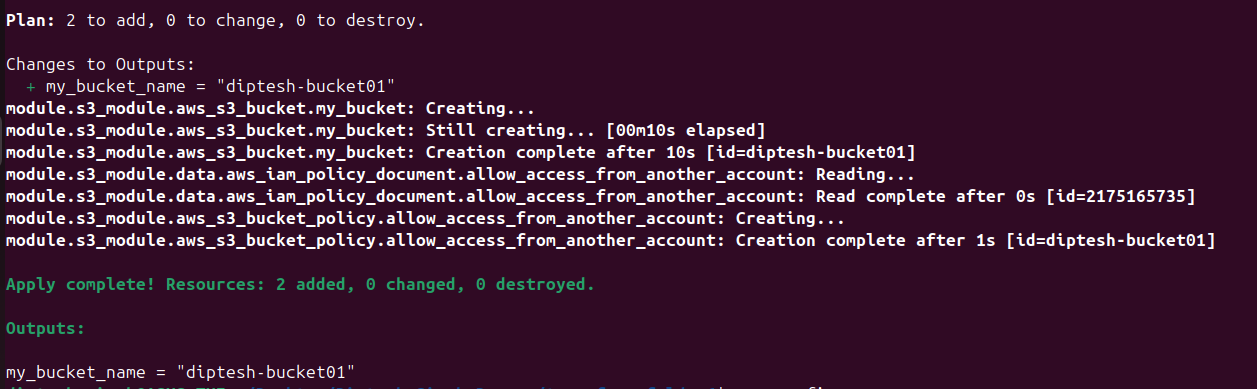 Plan: 2 to add, 0 to change, 0 to destroy.
Changes to Outputs:
+ my_bucket_name = "diptesh-bucket01"
module.s3_module.aws_s3_bucket.my_bucket: Creating...
module.s3_module.aws_s3_bucket.my_bucket: Still creating... [00m10s elapsed]
module.s3_module.aws_s3_bucket.my_bucket: Creation complete after 10s [id=diptesh-bucket01]
module.s3_module.data.aws_iam_policy_document.allow_access_from_another_account: Reading...
module.s3_module.data.aws_iam_policy_document.allow_access_from_another_account: Read complete after 0s [id=2175165735]
module.s3_module.aws_s3_bucket_policy.allow_access_from_another_account: Creating...
module.s3_module.aws_s3_bucket_policy.allow_access_from_another_account: Creation complete after 1s [id=diptesh-bucket01]
Apply complete! Resources: 2 added, 0 changed, 0 destroyed.
Outputs:
my_bucket_name = "diptesh-bucket01"